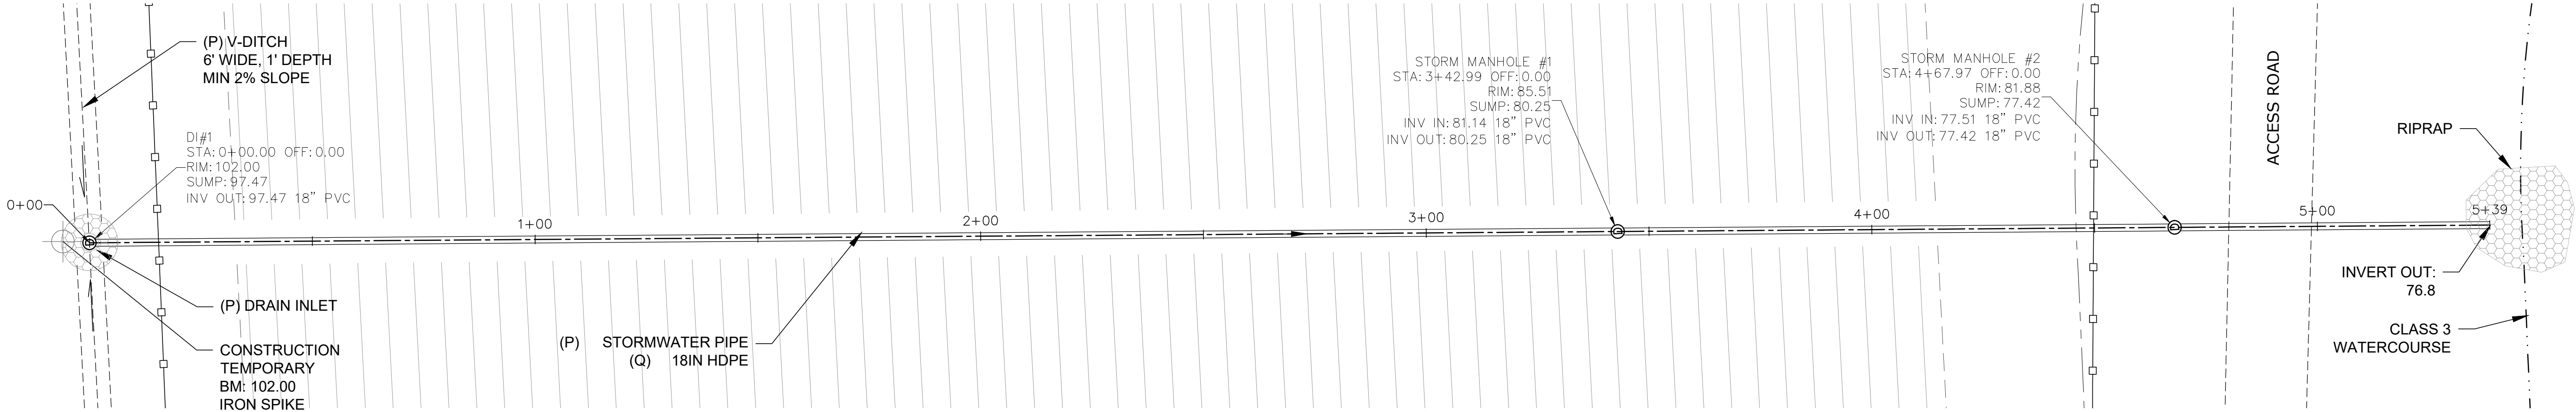 (P) V-DITCH
6' WIDE, 1' DEPTH
MIN 2% SLOPE
DI#1
STA: 0+00.00 OFF: 0.00
RIM: 102.00
SUMP: 97.47
INV OUT: 97.47 18" PVC
0+00
(P) DRAIN INLET
CONSTRUCTION
TEMPORARY
BM: 102.00
IRON SPIKE
1+00
(P) STORMWATER PIPE
(Q) 18IN HDPE
2+00
3+00
STORM MANHOLE #1
STA: 3+42.99 OFF: 0.00
RIM: 85.51
SUMP: 80.25
INV IN: 81.14 18" PVC
INV OUT: 80.25 18" PVC
4+00
STORM MANHOLE #2
STA: 4+67.97 OFF: 0.00
RIM: 81.88
SUMP: 77.42
INV IN: 77.51 18" PVC
INV OUT: 77.42 18" PVC
ACCESS ROAD
5+00
5+39
RIPRAP
INVERT OUT:
76.8
CLASS 3
WATERCOURSE